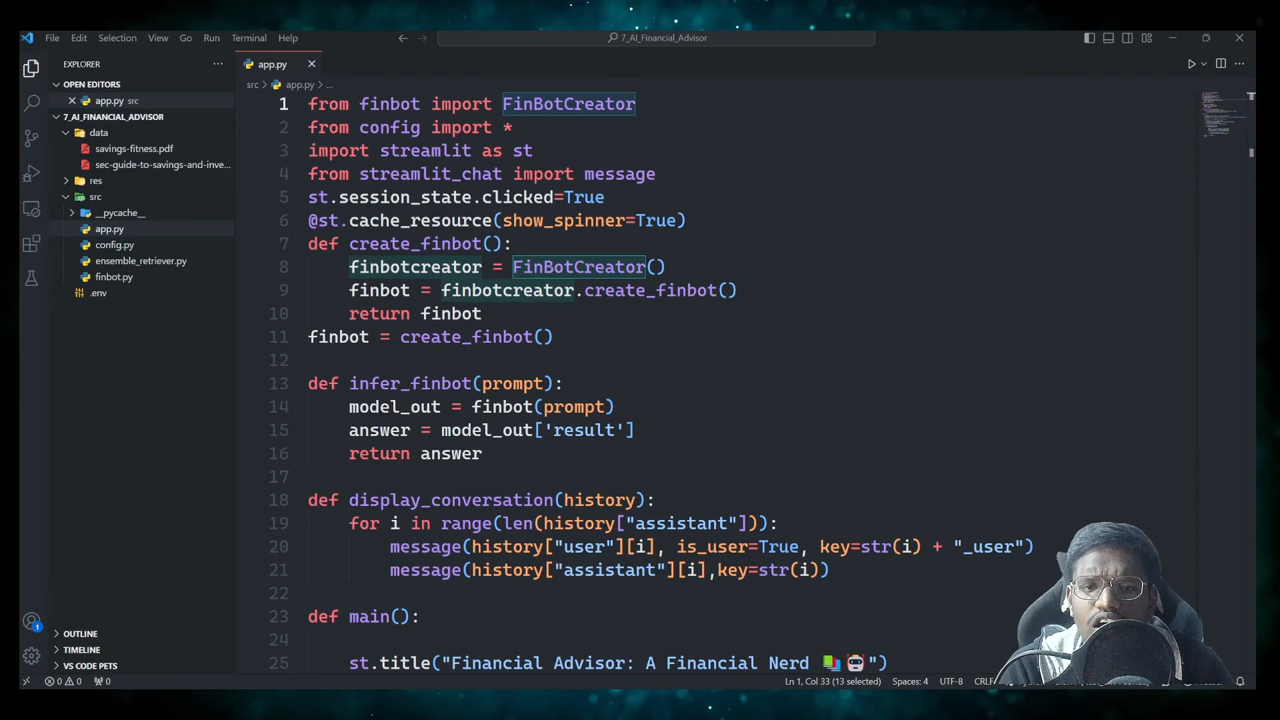 File Edit Selection View Go Run Terminal Help
7_AI_Financial_Advisor
EXPLORER
app.py
OPEN EDITORS
src > app.py > ...
app.py src
7_AI_FINANCIAL_ADVISOR
data
savings-fitness.pdf
sec-guide-to-savings-and-inve...
res
src
__pycache__
app.py
config.py
ensemble_retriever.py
finbot.py
.env
1 from finbot import FinBotCreator
2 from config import *
3 import streamlit as st
4 from streamlit_chat import message
5 st.session_state.clicked=True
6 @st.cache_resource(show_spinner=True)
7 def create_finbot():
8 finbotcreator = FinBotCreator()
9 finbot = finbotcreator.create_finbot()
10 return finbot
11 finbot = create_finbot()
12
13 def infer_finbot(prompt):
14 model_out = finbot(prompt)
15 answer = model_out['result']
16 return answer
17
18 def display_conversation(history):
19 for i in range(len(history["assistant"])):
20 message(history["user"][i], is_user=True, key=str(i) + "_user")
21 message(history["assistant"][i],key=str(i))
22
23 def main():
24
25 st.title("Financial Advisor: A Financial Nerd 📚🤖")
OUTLINE
TIMELINE
VS CODE PETS
1
0 0 0
Ln 1, Col 33 (13 selected) Spaces: 4 UTF-8 CRLF